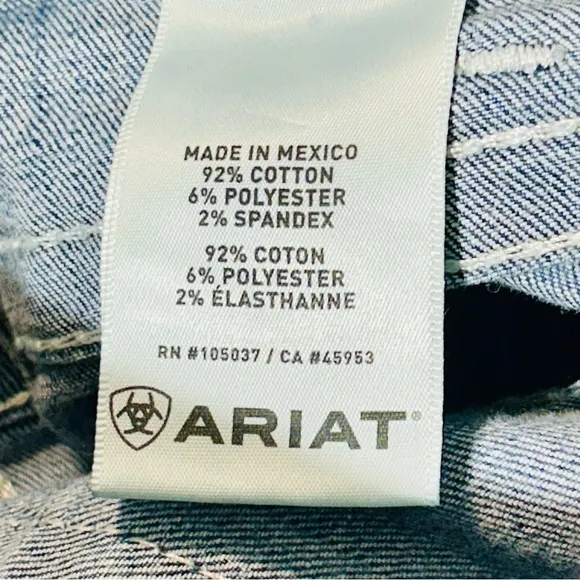 MADE IN MEXICO
92% COTTON
6% POLYESTER
2% SPANDEX
92% COTON
6% POLYESTER
2% ÉLASTHANNE
RN #105037 / CA #45953
ARIAT®